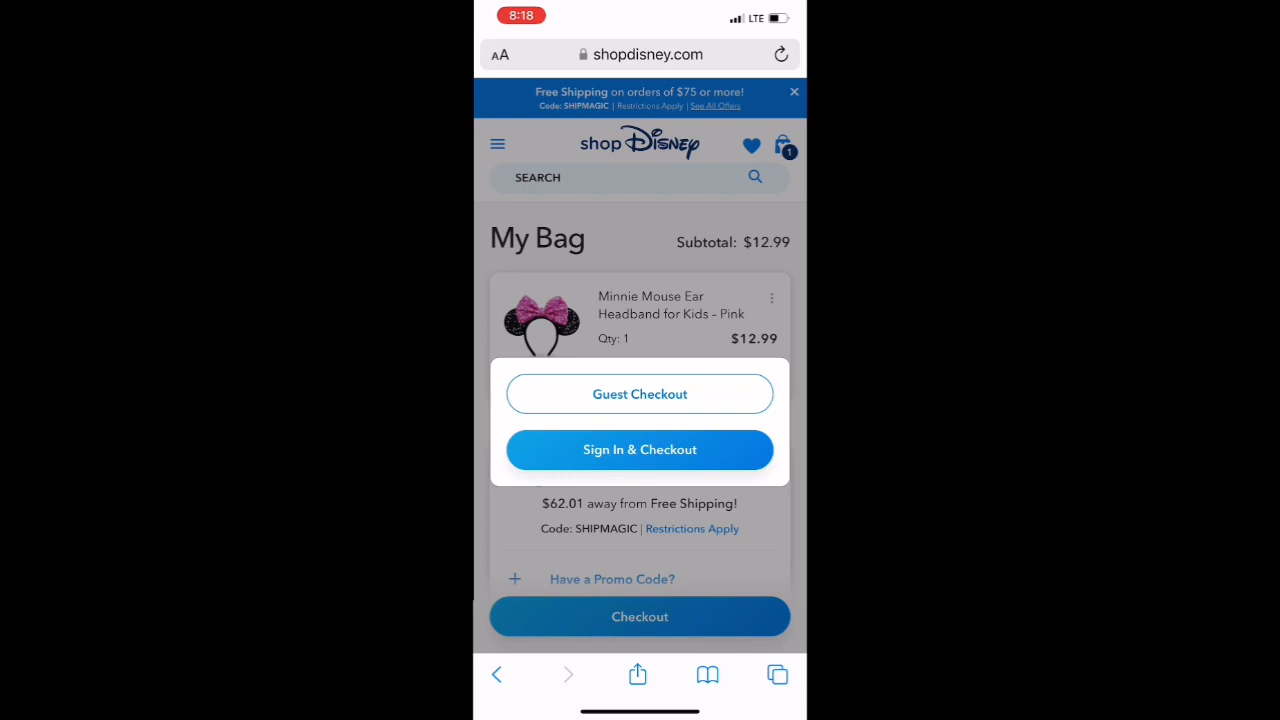 8:18
LTE
AA
shopdisney.com
Free Shipping on orders of $75 or more!
Code: SHIPMAGIC | Restrictions Apply | See All Offers
shop Disney
1
SEARCH
My Bag
Subtotal: $12.99
Minnie Mouse Ear
Headband for Kids – Pink
Qty: 1
$12.99
Guest Checkout
Sign In & Checkout
$62.01 away from Free Shipping!
Code: SHIPMAGIC | Restrictions Apply
+ Have a Promo Code?
Checkout